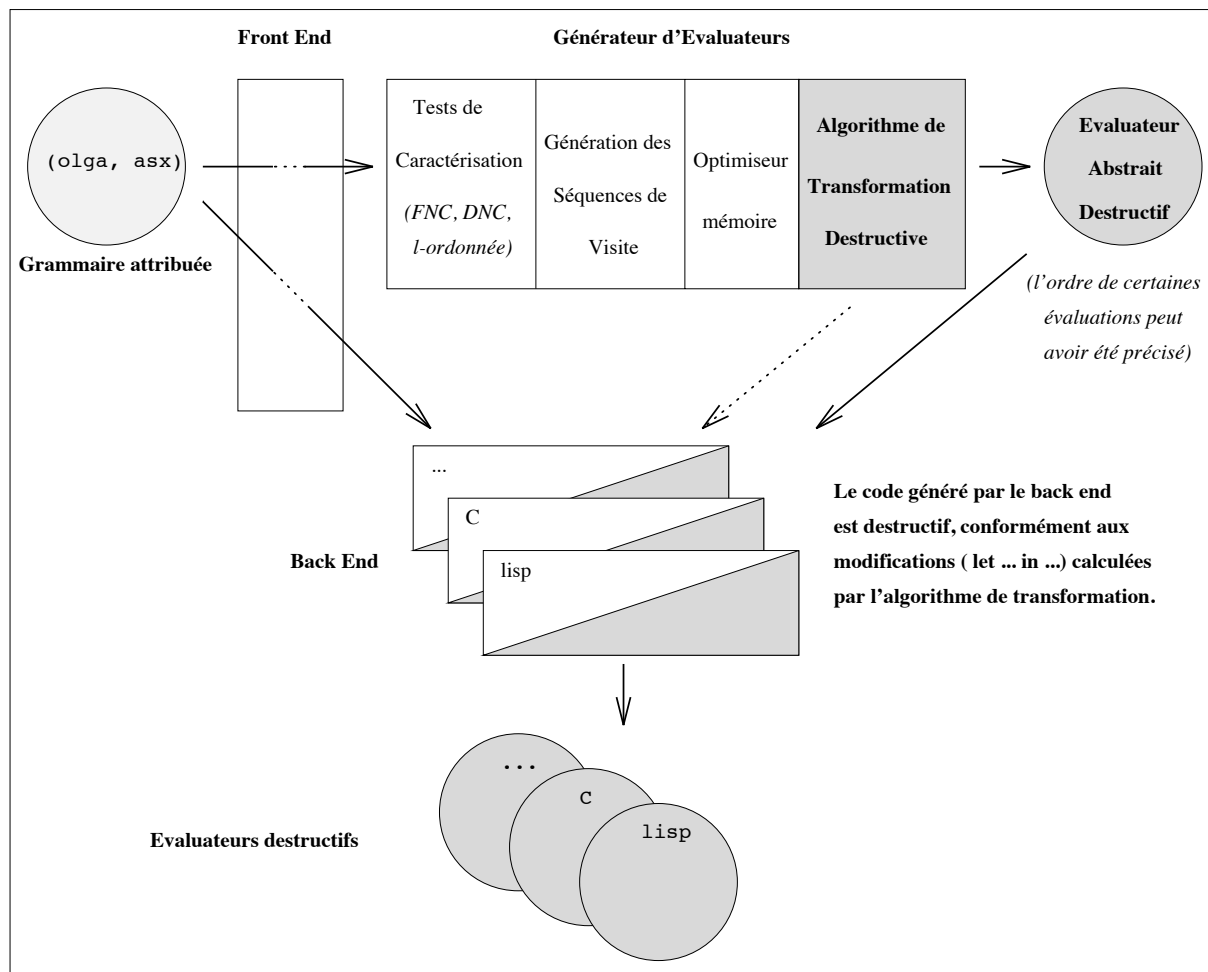 Front End
Générateur d'Evaluateurs
(olga, asx)
Grammaire attribuée
Tests de
Caractérisation
(FNC, DNC,
l-ordonnée)
Génération des
Séquences de
Visite
Optimiseur
mémoire
Algorithme de
Transformation
Destructive
Evaluateur
Abstrait
Destructif
(l'ordre de certaines
évaluations peut
avoir été précisé)
...
C
lisp
Back End
Le code généré par le back end
est destructif, conformément aux
modifications ( let ... in ...) calculées
par l'algorithme de transformation.
...
C
lisp
Evaluateurs destructifs